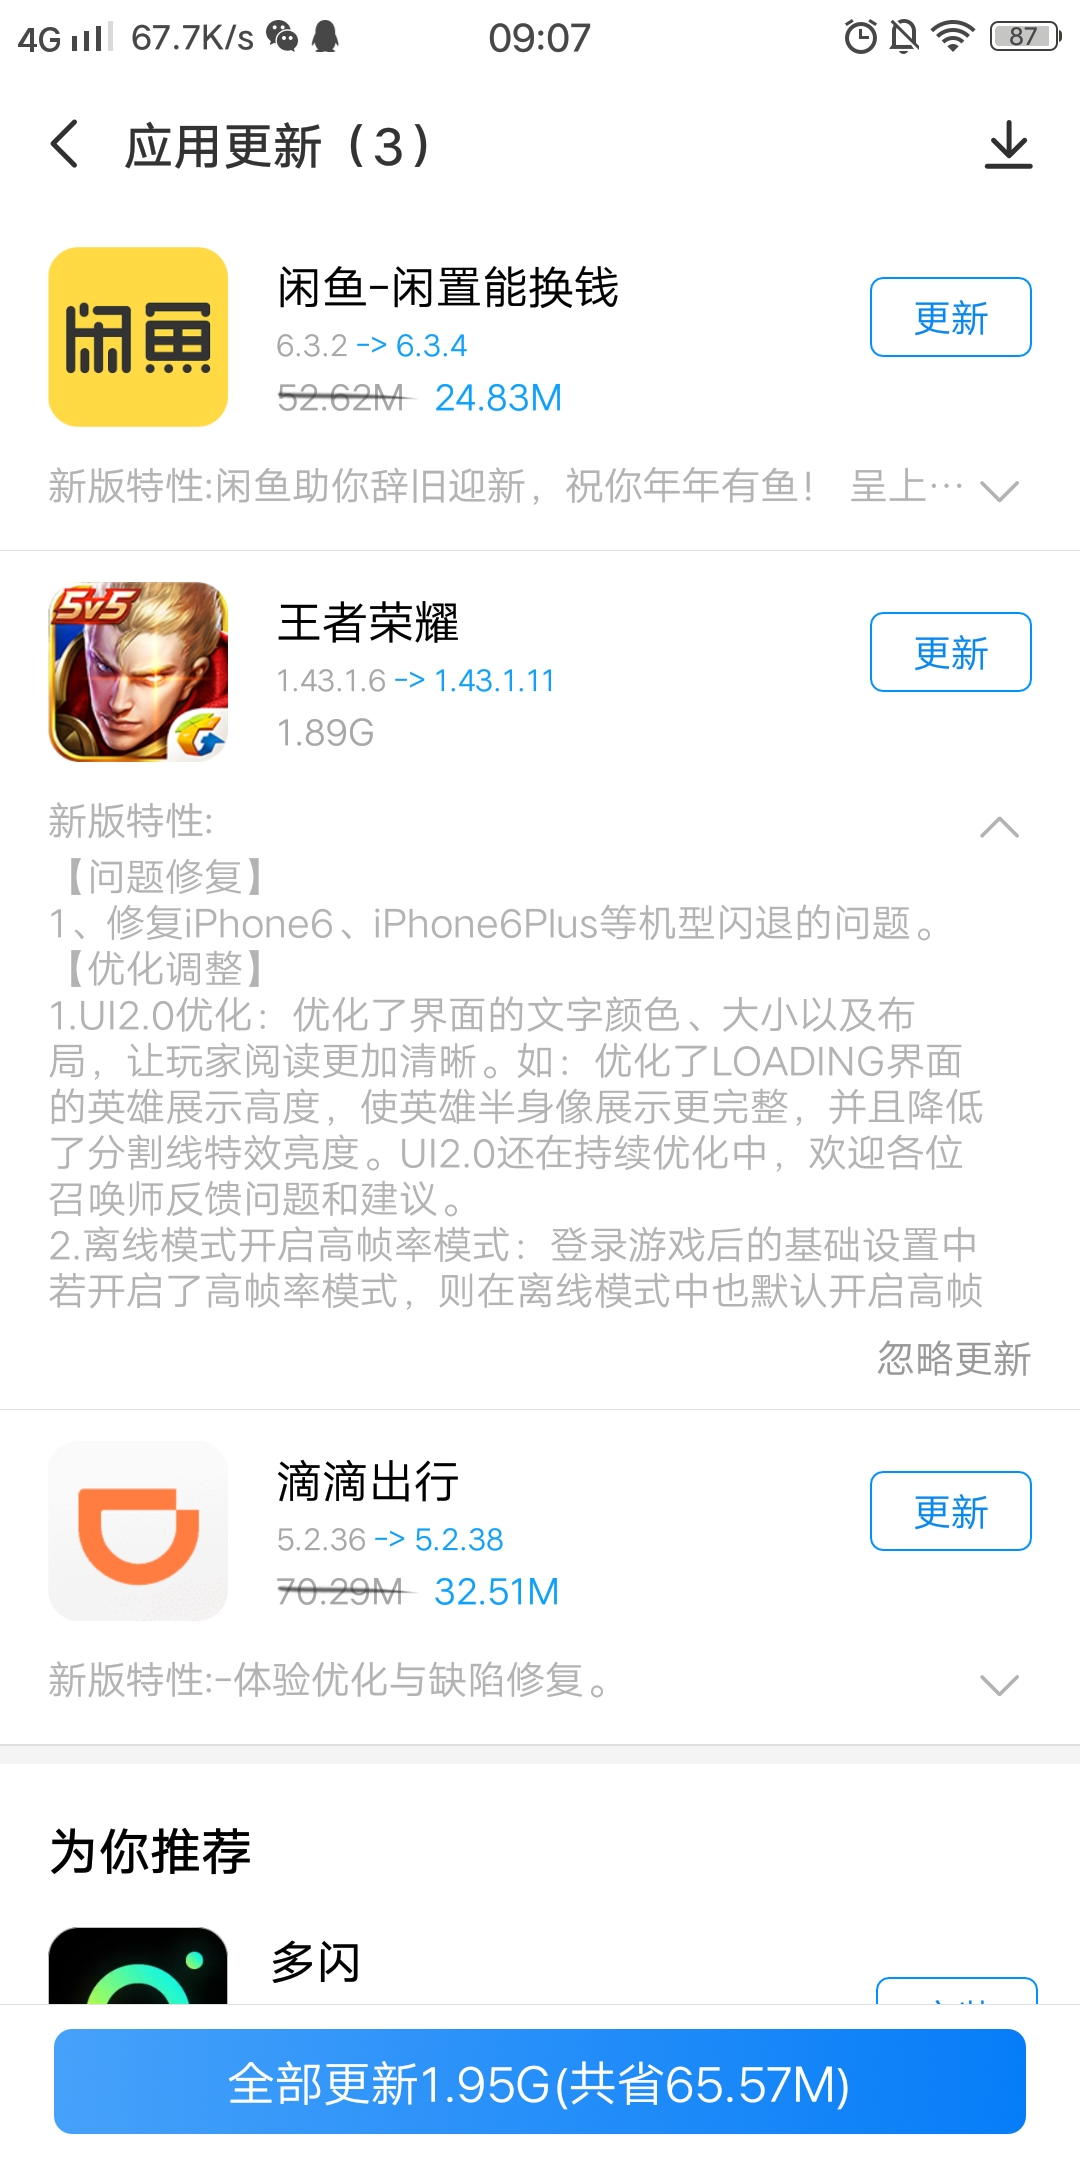 4G 67.7K/s 09:07 87
应用更新（3）
闲鱼
闲鱼-闲置能换钱
6.3.2 -> 6.3.4
52.62M 24.83M
更新
新版特性:闲鱼助你辞旧迎新，祝你年年有鱼！ 呈上…
5v5
王者荣耀
1.43.1.6 -> 1.43.1.11
1.89G
更新
新版特性:
【问题修复】
1、修复iPhone6、iPhone6Plus等机型闪退的问题。
【优化调整】
1.UI2.0优化：优化了界面的文字颜色、大小以及布
局，让玩家阅读更加清晰。如：优化了LOADING界面
的英雄展示高度，使英雄半身像展示更完整，并且降低
了分割线特效亮度。UI2.0还在持续优化中，欢迎各位
召唤师反馈问题和建议。
2.离线模式开启高帧率模式：登录游戏后的基础设置中
若开启了高帧率模式，则在离线模式中也默认开启高帧
忽略更新
滴滴出行
5.2.36 -> 5.2.38
70.29M 32.51M
更新
新版特性:-体验优化与缺陷修复。
为你推荐
多闪
全部更新1.95G(共省65.57M)